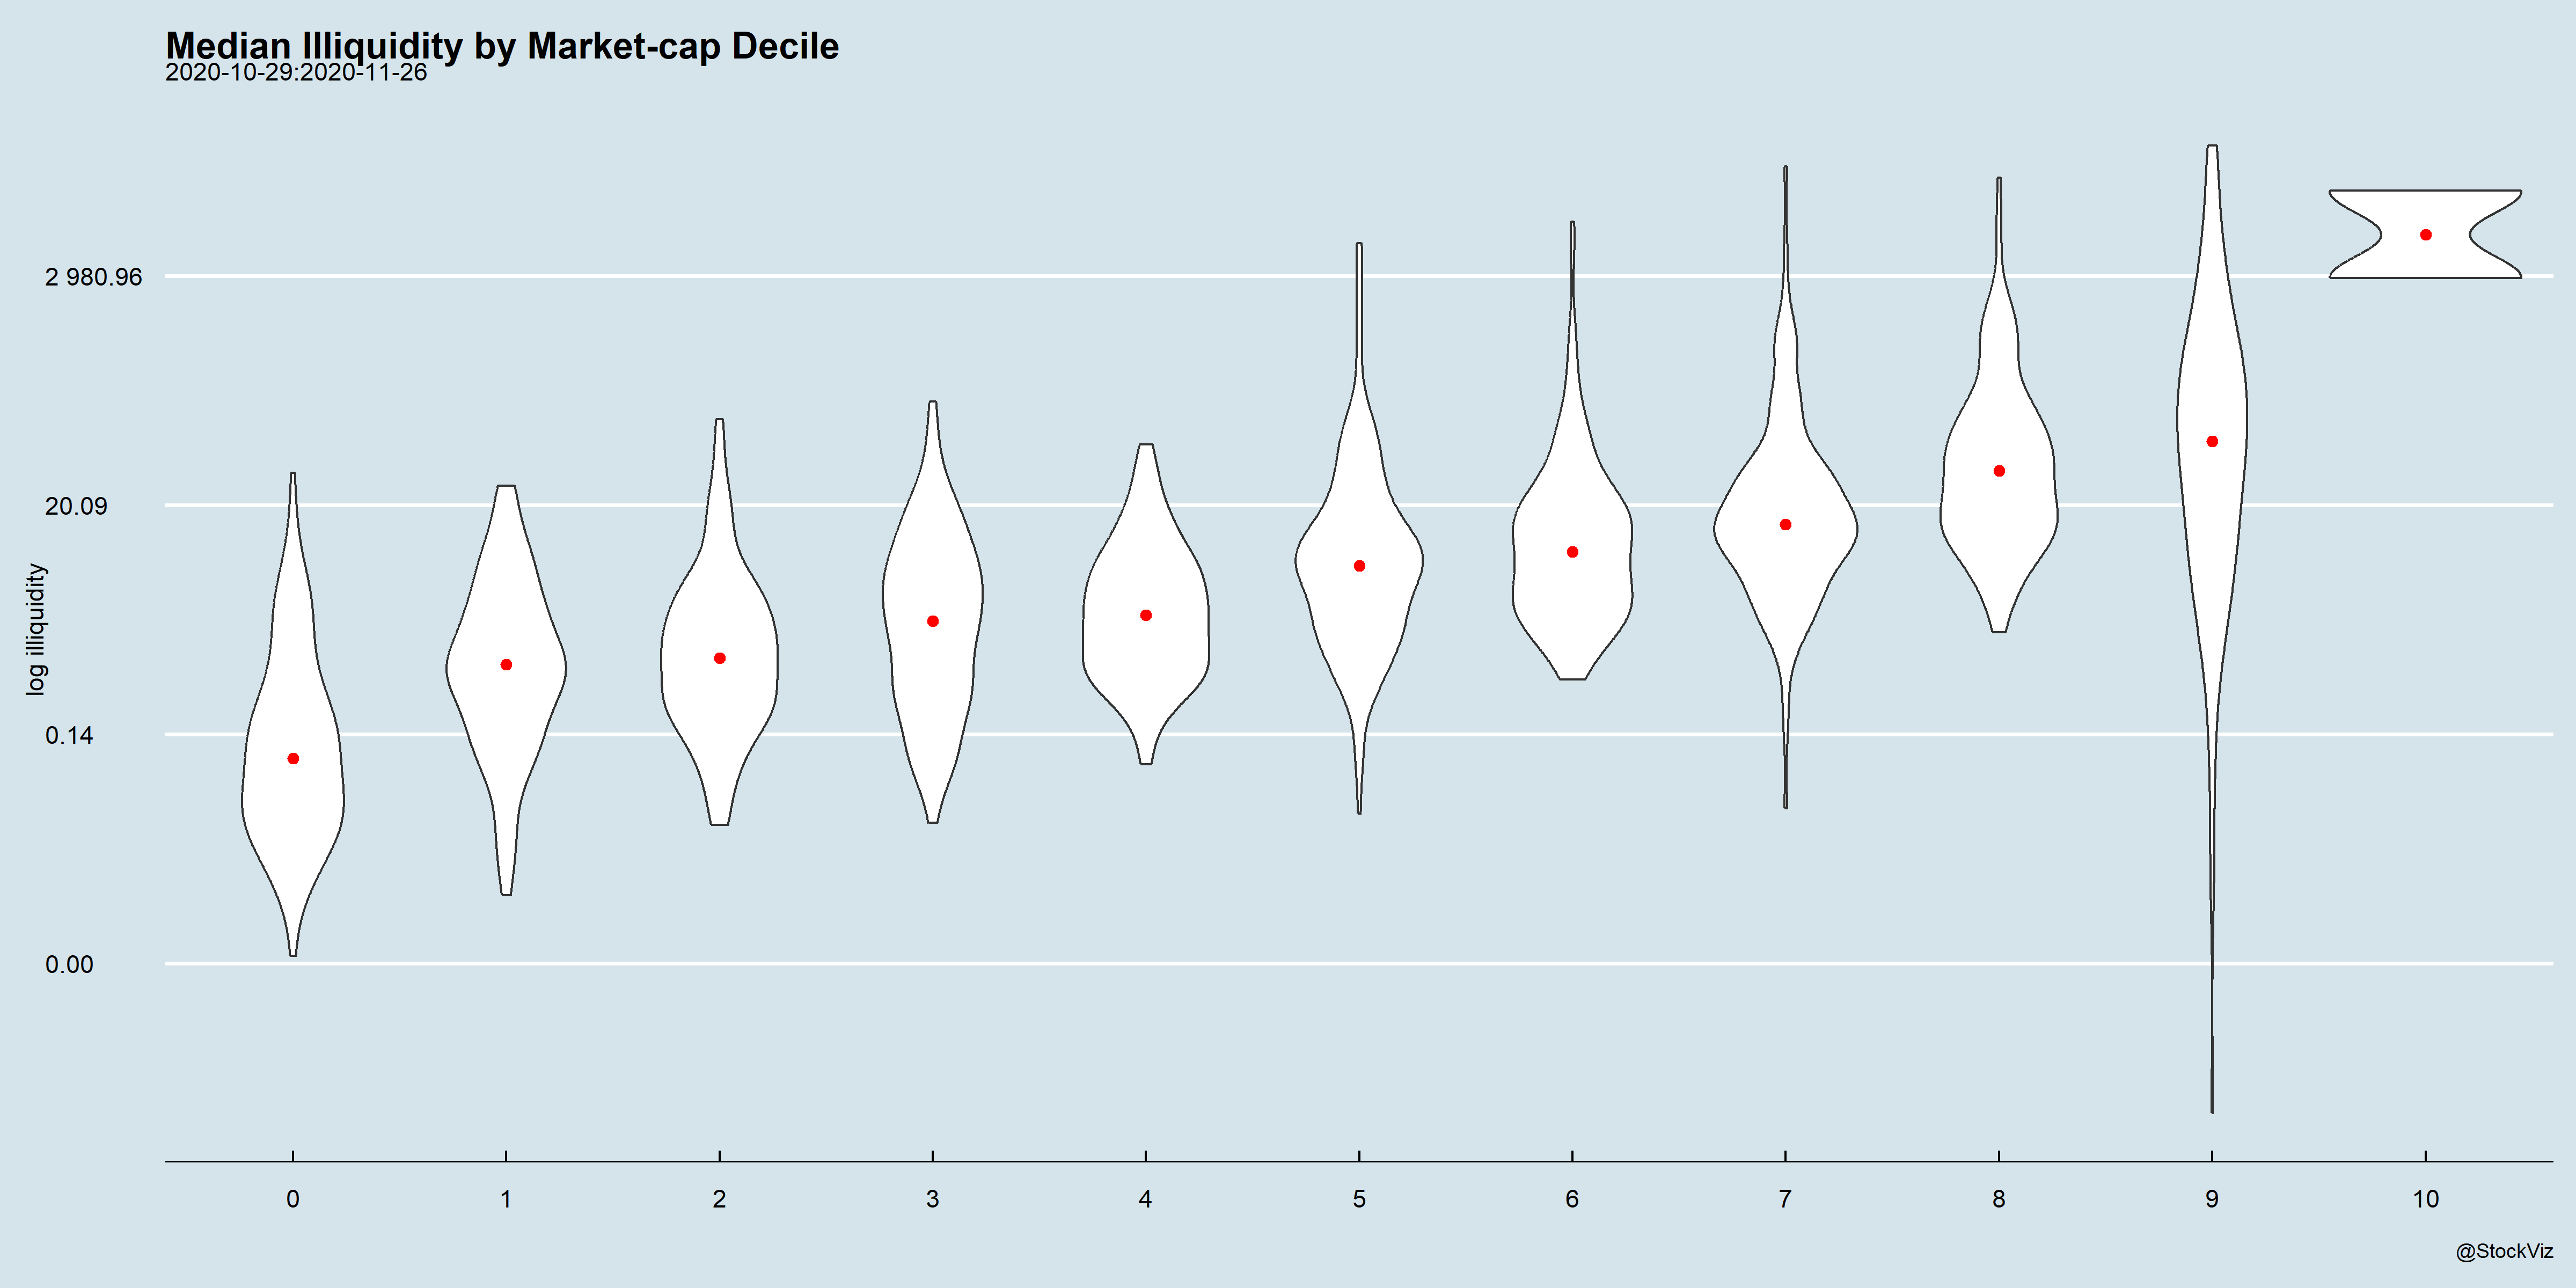 Median Illiquidity by Market-cap Decile
2020-10-29:2020-11-26
log illiquidity
2 980.96
20.09
0.14
0.00
0 1 2 3 4 5 6 7 8 9 10
@StockViz